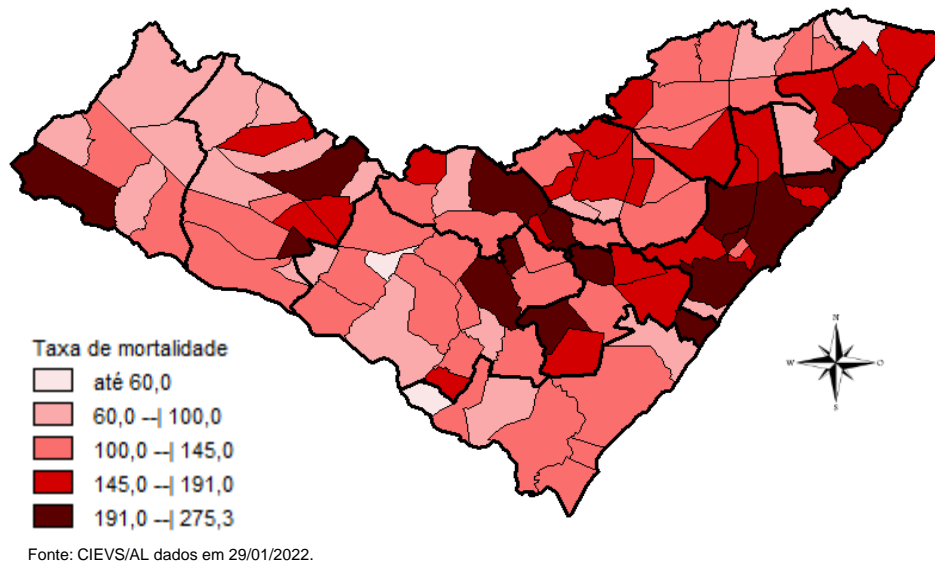 Taxa de mortalidade
até 60,0
60,0 --| 100,0
100,0 --| 145,0
145,0 --| 191,0
191,0 --| 275,3
N
W
O
S
Fonte: CIEVS/AL dados em 29/01/2022.